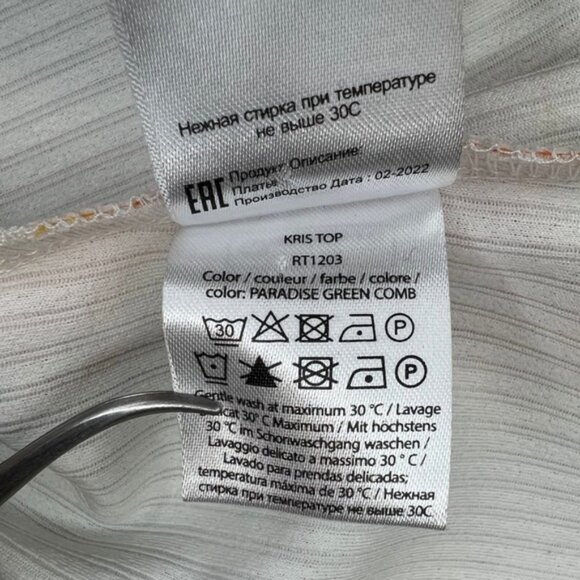 Нежная стирка при температуре
не выше 30С
Продукт Описание:
Платье
EAC
Производство Дата : 02-2022
KRIS TOP
RT1203
Color / couleur / farbe / colore /
color: PARADISE GREEN COMB
30
P
P
Gentle wash at maximum 30 °C / Lavage
30° C Maximum / Mit höchstens
30 °C im Schonwaschgang waschen /
Lavaggio delicato a massimo 30 ° C /
Lavado para prendas delicadas;
temperatura máxima de 30 °C / Нежная
стирка при температуре не выше 30С